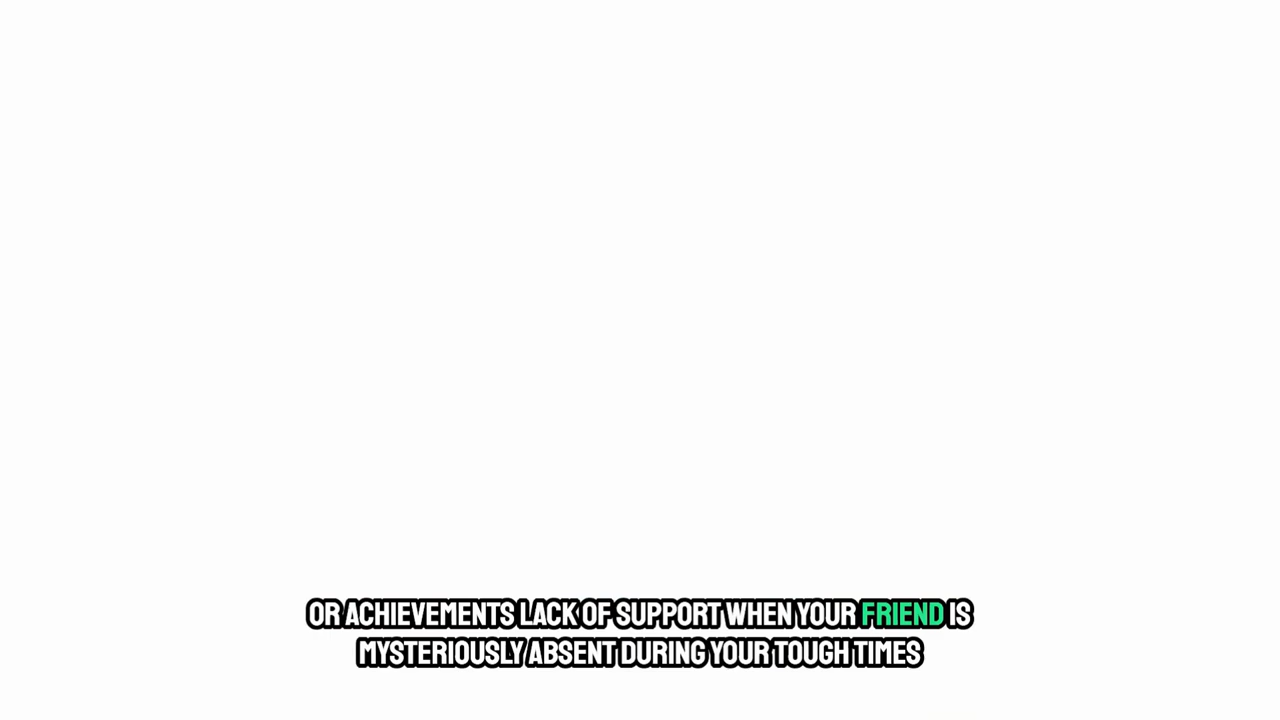 OR ACHIEVEMENTS LACK OF SUPPORT WHEN YOUR FRIEND IS
MYSTERIOUSLY ABSENT DURING YOUR TOUGH TIMES